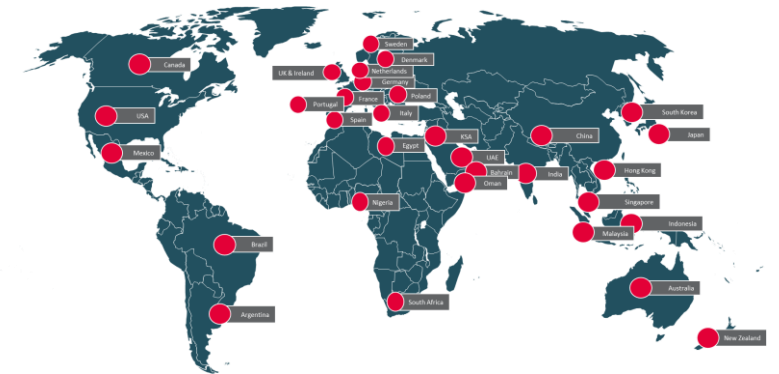 Sweden
Canada
Denmark
UK & Ireland
Netherlands
Germany
Poland
France
Portugal
Italy
South Korea
USA
Spain
Japan
KSA
China
Egypt
Mexico
UAE
Hong Kong
Bahrain
India
Oman
Nigeria
Singapore
Indonesia
Malaysia
Brazil
Australia
South Africa
Argentina
New Zealand